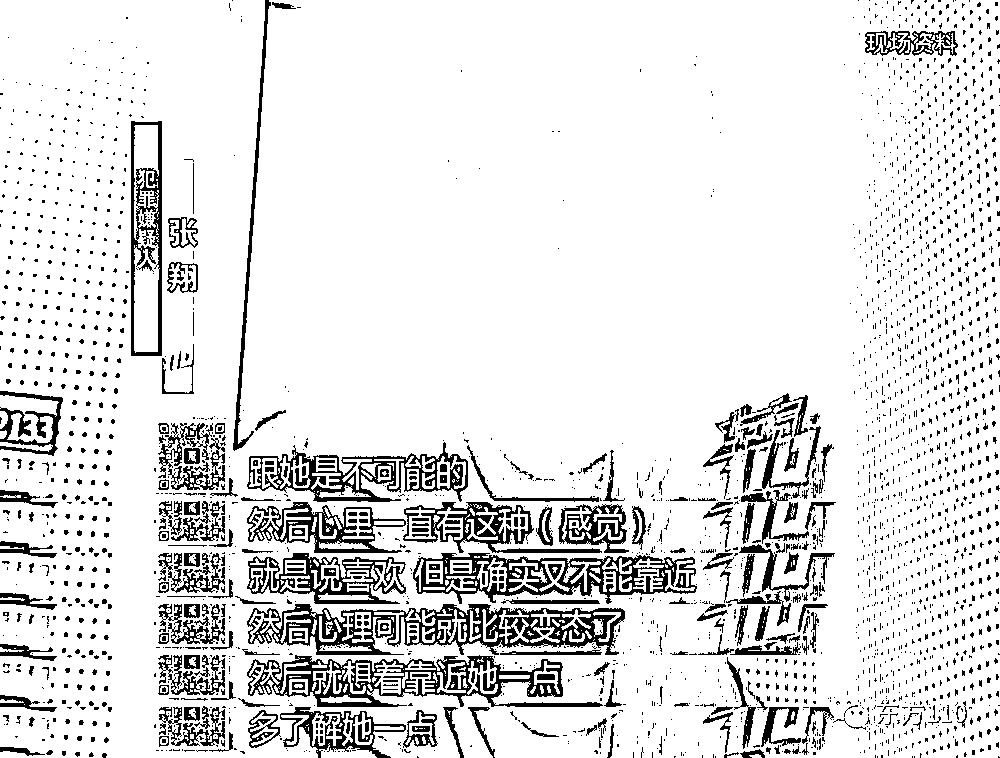 现场资料
犯罪嫌疑人
张翔
2133
跟她是不可能的
然后心里一直有这种（感觉）
就是说喜欢 但是确实又不能靠近
然后心理可能就比较变态了
然后就想着靠近她一点
多了解她一点
东方110